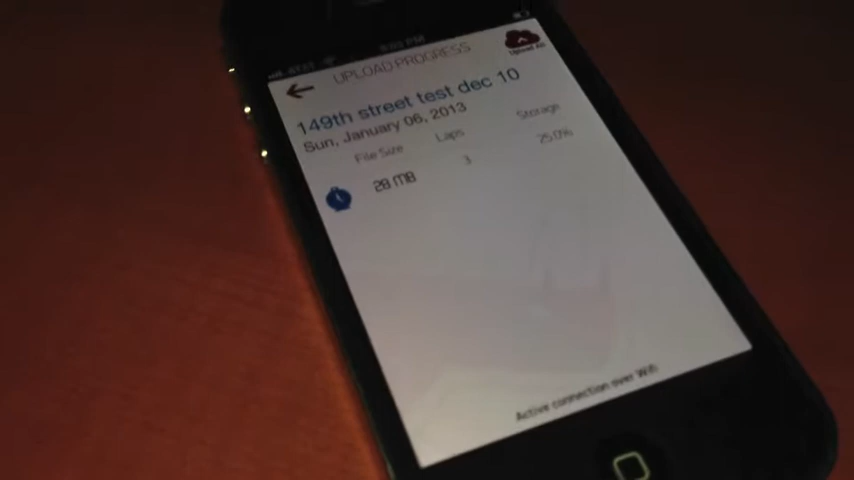 AT&T
UPLOAD PROGRESS
Upload All
149th street test dec 10
Sun, January 06, 2013
File Size Laps Storage
28 MB 3 25.0%
Active connection over Wifi